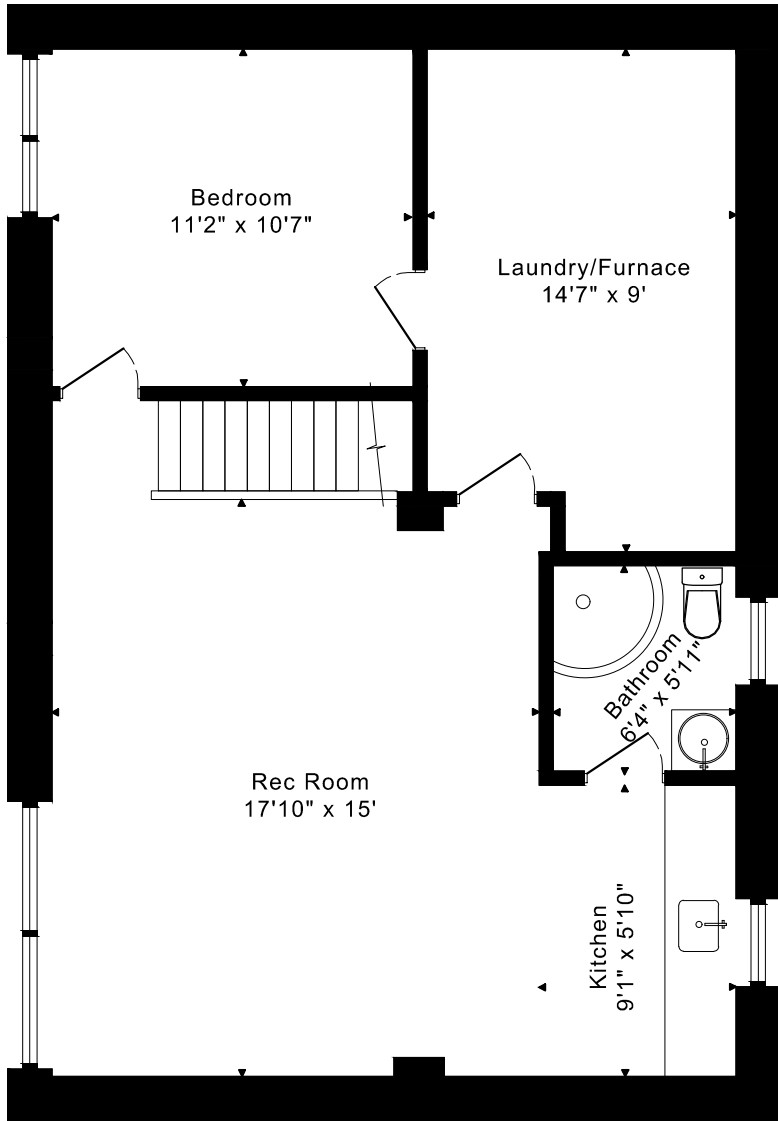 Bedroom
11'2" x 10'7"
Laundry/Furnace
14'7" x 9'
Bathroom
6'4" x 5'11"
Rec Room
17'10" x 15'
Kitchen
9'1" x 5'10"